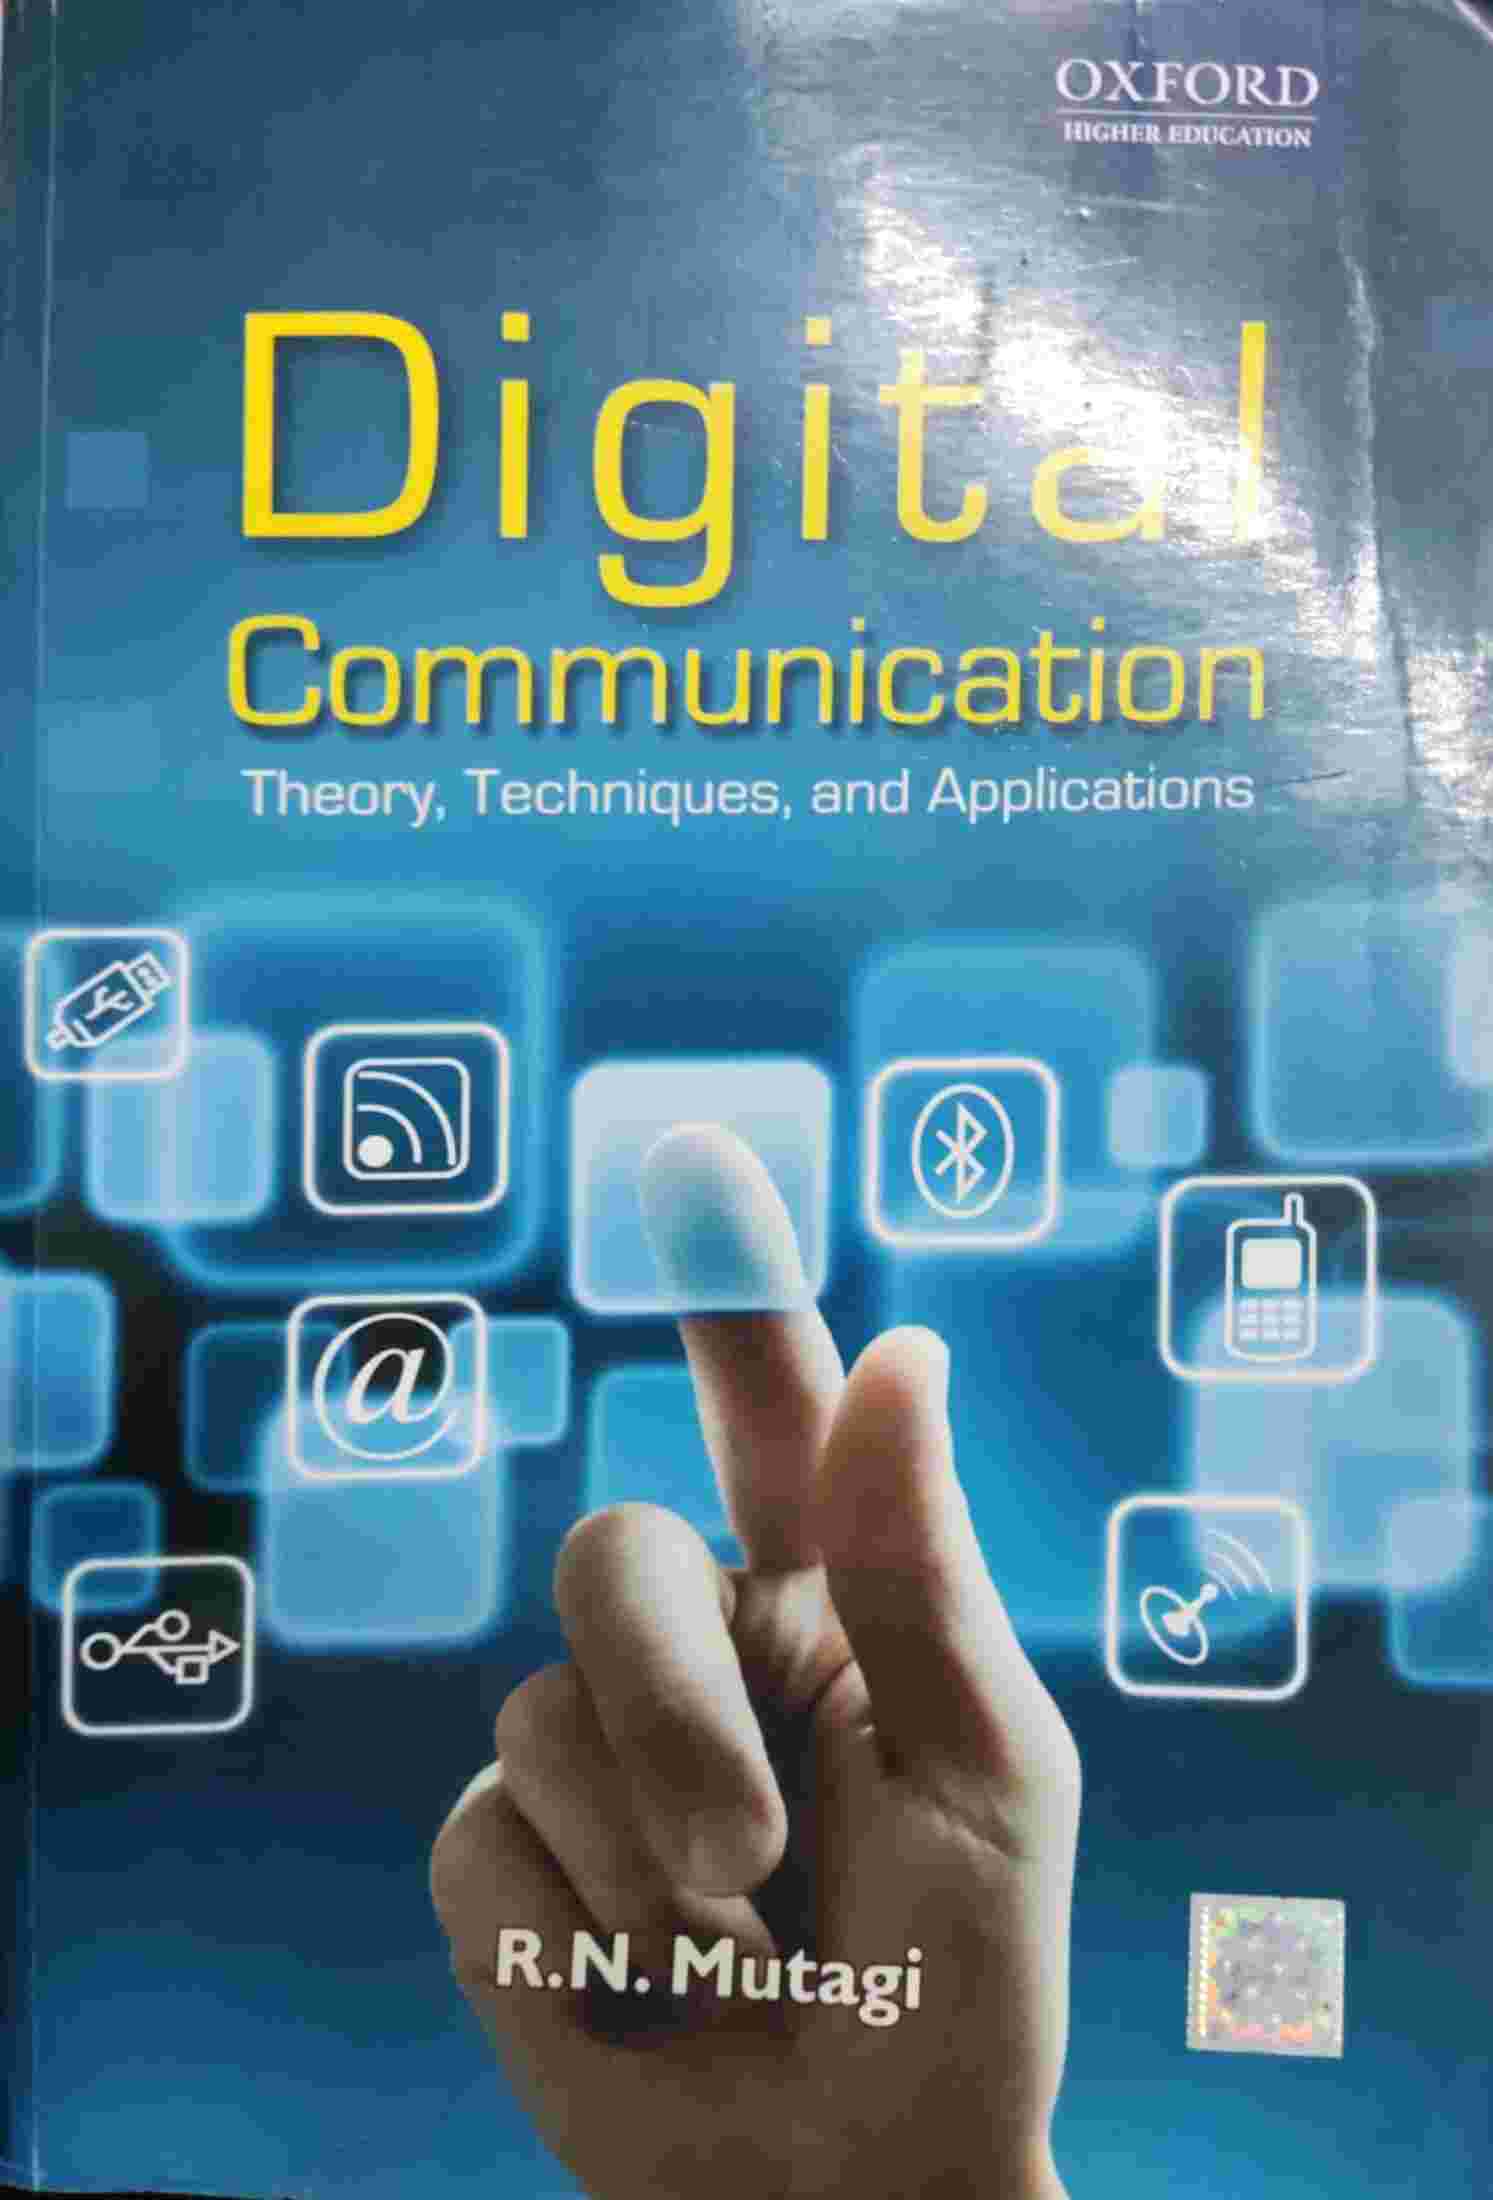 OXFORD
HIGHER EDUCATION
Digital
Communication
Theory, Techniques, and Applications
@
R.N. Mutagi